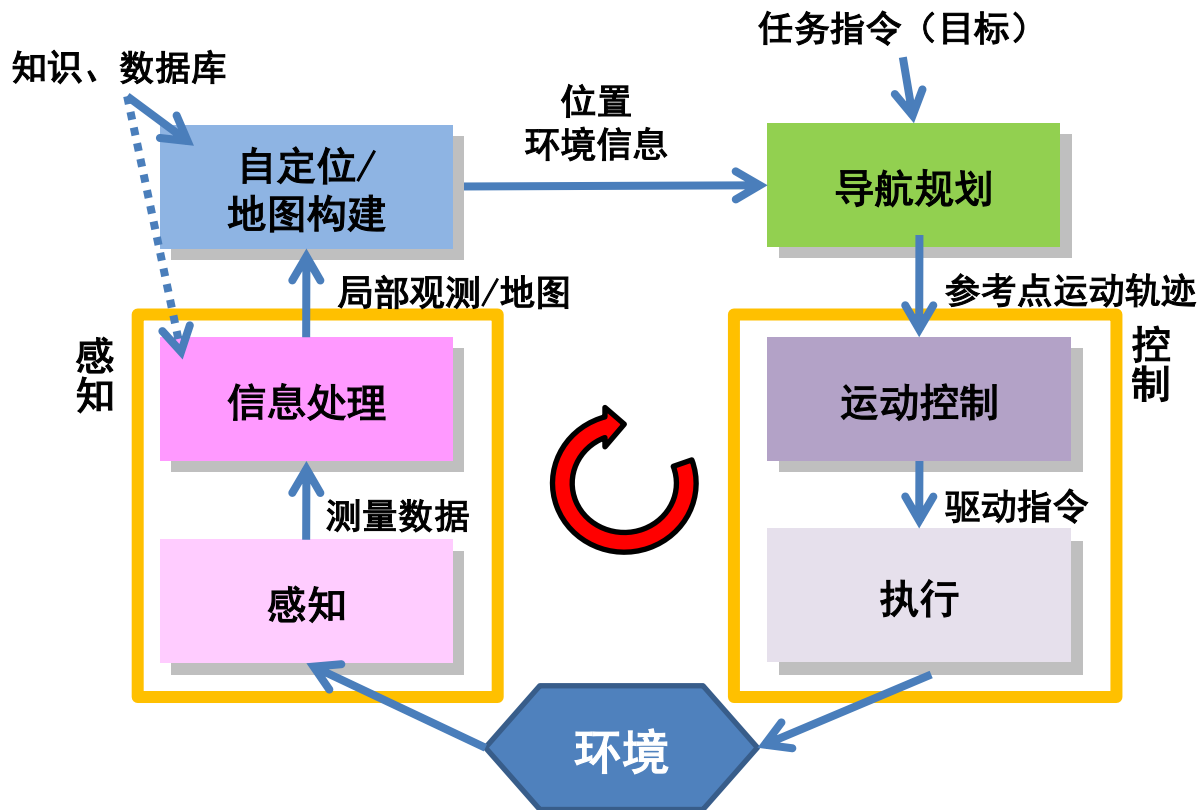 任务指令（目标）
知识、数据库
位置
环境信息
自定位/
地图构建
导航规划
局部观测/地图
参考点运动轨迹
感
知
控
制
信息处理
运动控制
测量数据
驱动指令
感知
执行
环境